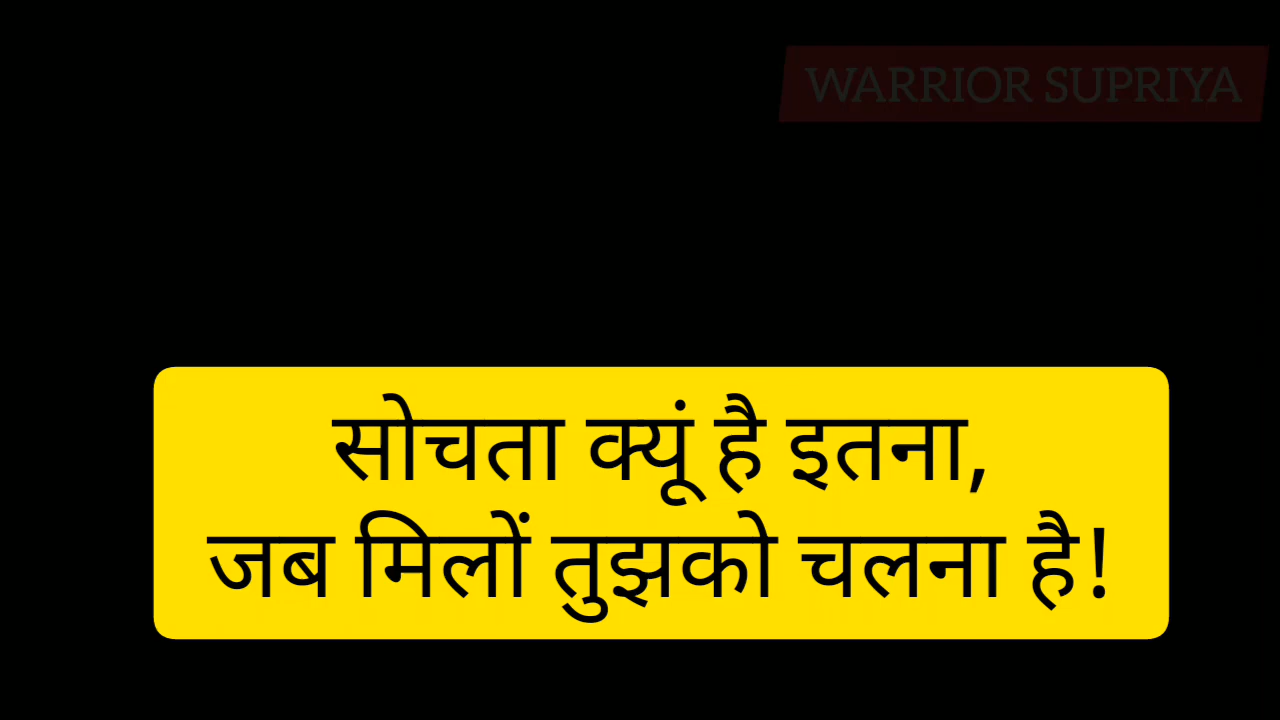 WARRIOR SUPRIYA
सोचता क्यूं है इतना,
जब मिलों तुझको चलना है!